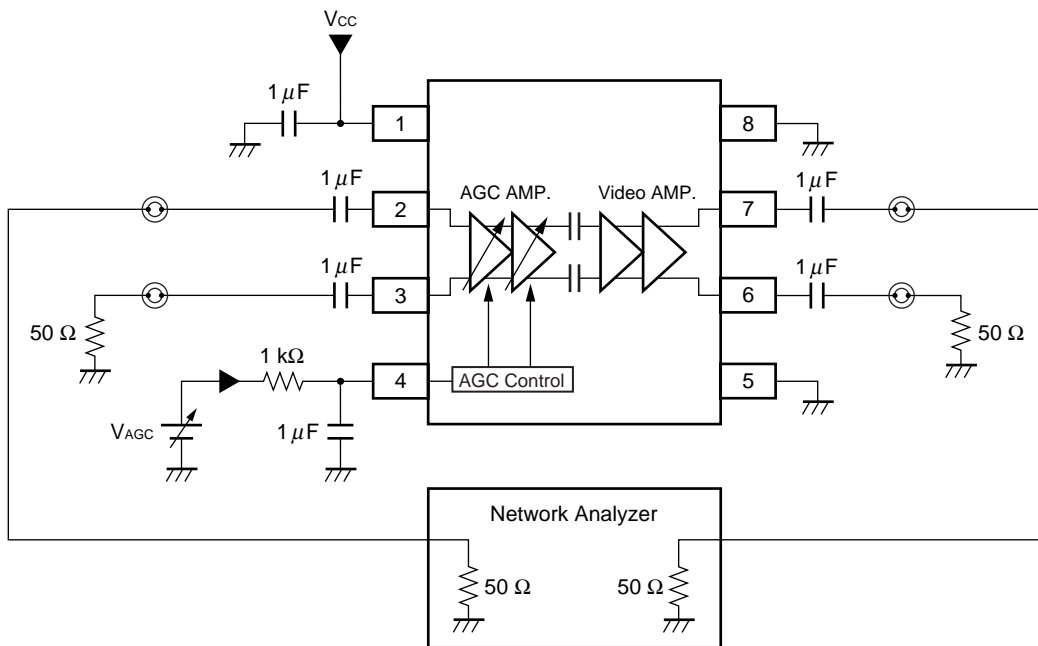 VCC
1 μF
1
8
1 μF
AGC AMP.
Video AMP.
1 μF
2
7
1 μF
1 μF
3
6
50 Ω
50 Ω
1 kΩ
4
AGC Control
5
VAGC
1 μF
Network Analyzer
50 Ω
50 Ω